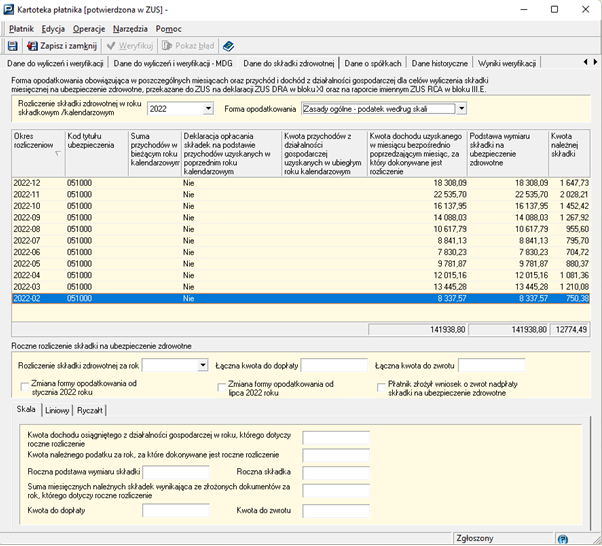 Kartoteka płatnika [potwierdzona w ZUS] -
Płatnik Edycja Operacje Narzędzia Pomoc
Zapisz i zamknij Weryfikuj Pokaż błąd
Dane do wyliczeń i weryfikacji Dane do wyliczeń i weryfikacji - MDG Dane do składki zdrowotnej Dane o spółkach Dane historyczne Wyniki weryfikacji
Forma opodatkowania obowiązująca w poszczególnych miesiącach oraz przychód i dochód z działalności gospodarczej dla celów wyliczenia składki
miesięcznej na ubezpieczenie zdrowotne, przekazane do ZUS na deklaracji ZUS DRA w bloku XI oraz na raporcie imiennym ZUS RCA w bloku III.E.
Rozliczenie składki zdrowotnej w roku
składkowym /kalendarzowym 2022 Forma opodatkowania Zasady ogólne - podatek według skali
Okres
rozliczeniow
Kod tytułu
ubezpieczenia
Suma
przychodów w
bieżącym roku
kalendarzowym
Deklaracja opłacania
składek na podstawie
przychodów uzyskanych w
poprzednim roku
kalendarzowym
Kwota przychodów z
działalności
gospodarczej
uzyskanych w ubiegłym
roku kalendarzowym
Kwota dochodu uzyskanego
w miesiącu bezpośrednio
poprzedzającym miesiąc, za
który dokonywane jest
rozliczenie
Podstawa wymiaru
składki na
ubezpieczenie
zdrowotne
Kwota
należnej
składki
2022-12 051000 Nie 18 308,09 18 308,09 1 647,73
2022-11 051000 Nie 22 535,70 22 535,70 2 028,21
2022-10 051000 Nie 16 137,95 16 137,95 1 452,42
2022-09 051000 Nie 14 088,03 14 088,03 1 267,92
2022-08 051000 Nie 10 617,79 10 617,79 955,60
2022-07 051000 Nie 8 841,13 8 841,13 795,70
2022-06 051000 Nie 7 830,23 7 830,23 704,72
2022-05 051000 Nie 9 781,87 9 781,87 880,37
2022-04 051000 Nie 12 015,16 12 015,16 1 081,36
2022-03 051000 Nie 13 445,28 13 445,28 1 210,08
2022-02 051000 Nie 8 337,57 8 337,57 750,38
141938,80 141938,80 12774,49
Roczne rozliczenie składki na ubezpieczenie zdrowotne
Rozliczenie składki zdrowotnej za rok Łączna kwota do dopłaty Łączna kwota do zwrotu
Zmiana formy opodatkowania od
stycznia 2022 roku
Zmiana formy opodatkowania od
lipca 2022 roku
Płatnik złożył wniosek o zwrot nadpłaty
składki na ubezpieczenie zdrowotne
Skala Liniowy Ryczałt
Kwota dochodu osiągniętego z działalności gospodarczej w roku, którego dotyczy
roczne rozliczenie
Kwota należnego podatku za rok, za które dokonywane jest roczne rozliczenie
Roczna podstawa wymiaru składki Roczna składka
Suma miesięcznych należnych składek wynikająca ze złożonych dokumentów za
rok, którego dotyczy roczne rozliczenie
Kwota do dopłaty Kwota do zwrotu
Zgłoszony